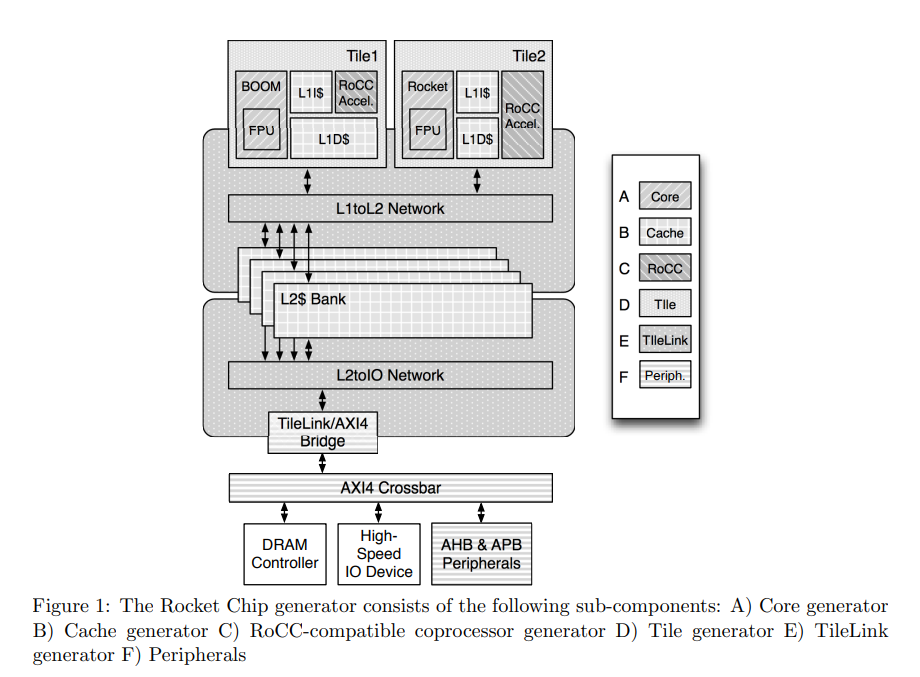 Tile1
BOOM
FPU
L1I$
RoCC
Accel.
L1D$
Tile2
Rocket
FPU
L1I$
L1D$
RoCC
Accel.
L1toL2 Network
L2$ Bank
L2toIO Network
TileLink/AXI4
Bridge
AXI4 Crossbar
DRAM
Controller
High-
Speed
IO Device
AHB & APB
Peripherals
A Core
B Cache
C RoCC
D TIle
E TIleLink
F Periph.
Figure 1: The Rocket Chip generator consists of the following sub-components: A) Core generator
B) Cache generator C) RoCC-compatible coprocessor generator D) Tile generator E) TileLink
generator F) Peripherals